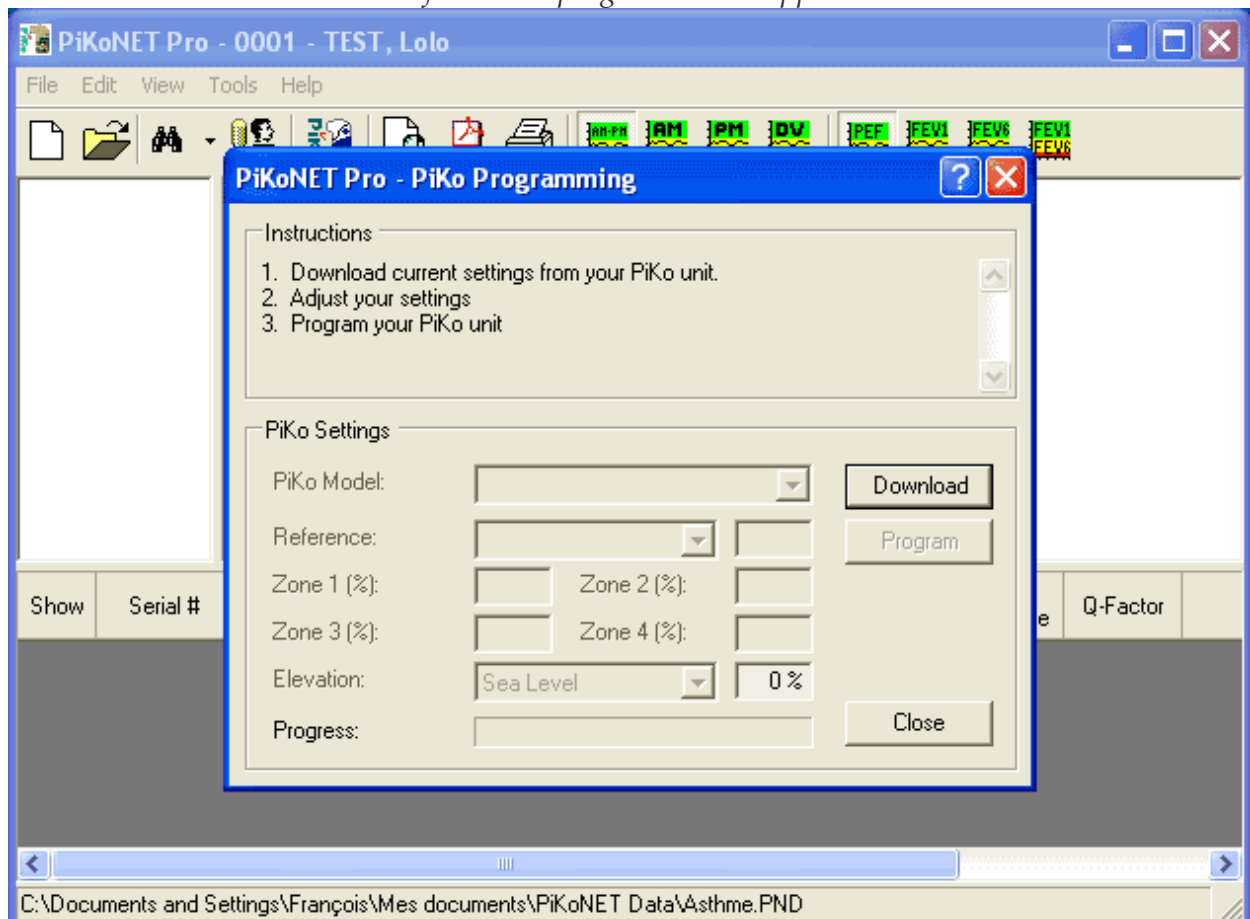 PiKoNET Pro - 0001 - TEST, Lolo
File Edit View Tools Help
AM-PM AM PM DV PEF FEV1 FEV6 FEV1 FEV6
PiKoNET Pro - PiKo Programming
Instructions
1. Download current settings from your PiKo unit.
2. Adjust your settings
3. Program your PiKo unit
PiKo Settings
PiKo Model:
Download
Reference:
Program
Zone 1 (%): Zone 2 (%):
Zone 3 (%): Zone 4 (%):
Elevation: Sea Level 0 %
Progress:
Close
Show Serial # e Q-Factor
C:\Documents and Settings\François\Mes documents\PiKoNET Data\Asthme.PND